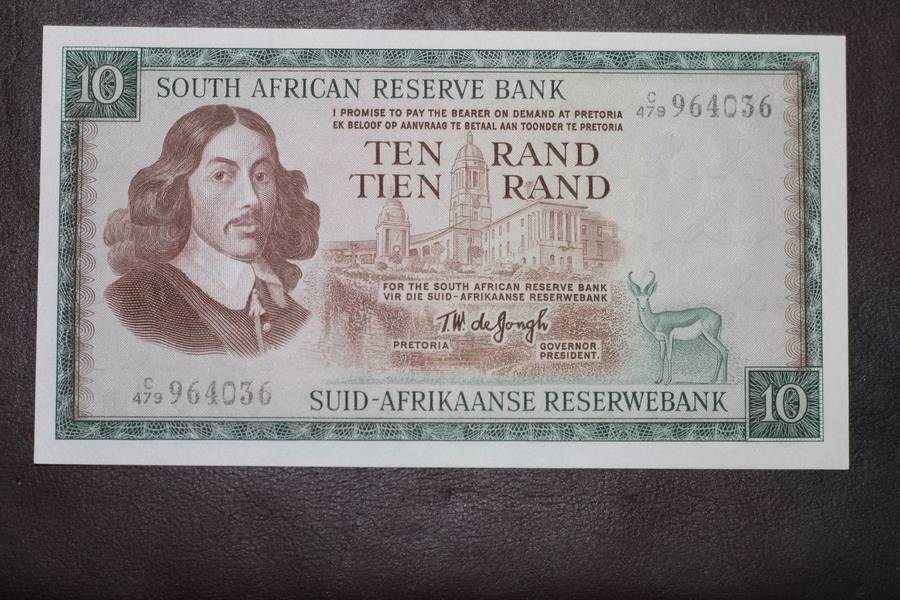 10
SOUTH AFRICAN RESERVE BANK
I PROMISE TO PAY THE BEARER ON DEMAND AT PRETORIA
EK BELOOF OP AANVRAAG TE BETAAL AAN TOONDER TE PRETORIA
C/479 964036
TEN RAND
TIEN RAND
FOR THE SOUTH AFRICAN RESERVE BANK
VIR DIE SUID-AFRIKAANSE RESERWEBANK
T.W. de Jongh
PRETORIA GOVERNOR.
PRESIDENT.
C/479 964036
SUID-AFRIKAANSE RESERWEBANK
10